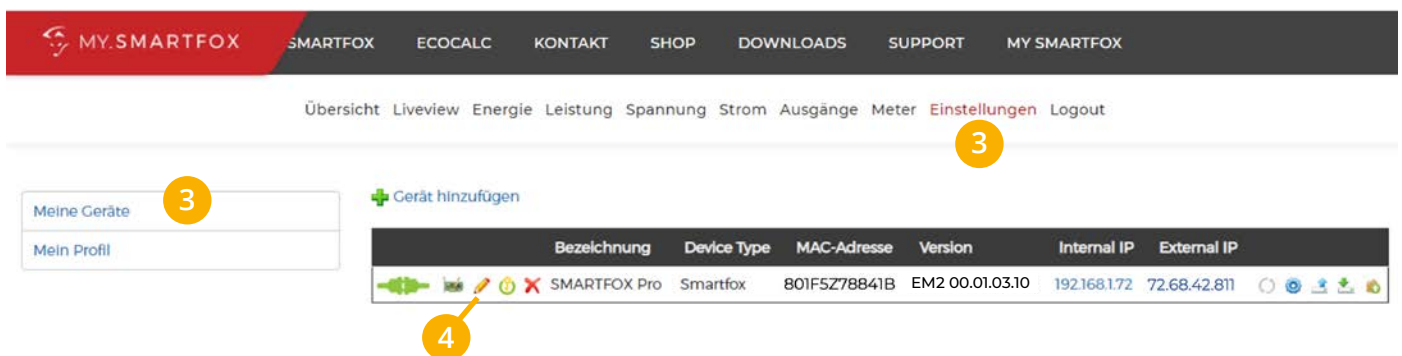 MY.SMARTFOX SMARTFOX ECOCALC KONTAKT SHOP DOWNLOADS SUPPORT MY SMARTFOX
Übersicht Liveview Energie Leistung Spannung Strom Ausgänge Meter Einstellungen Logout
3
3
Meine Geräte
Mein Profil
Gerät hinzufügen
Bezeichnung Device Type MAC-Adresse Version Internal IP External IP
SMARTFOX Pro Smartfox 801F5Z78841B EM2 00.01.03.10 192.168.1.72 72.68.42.811
4